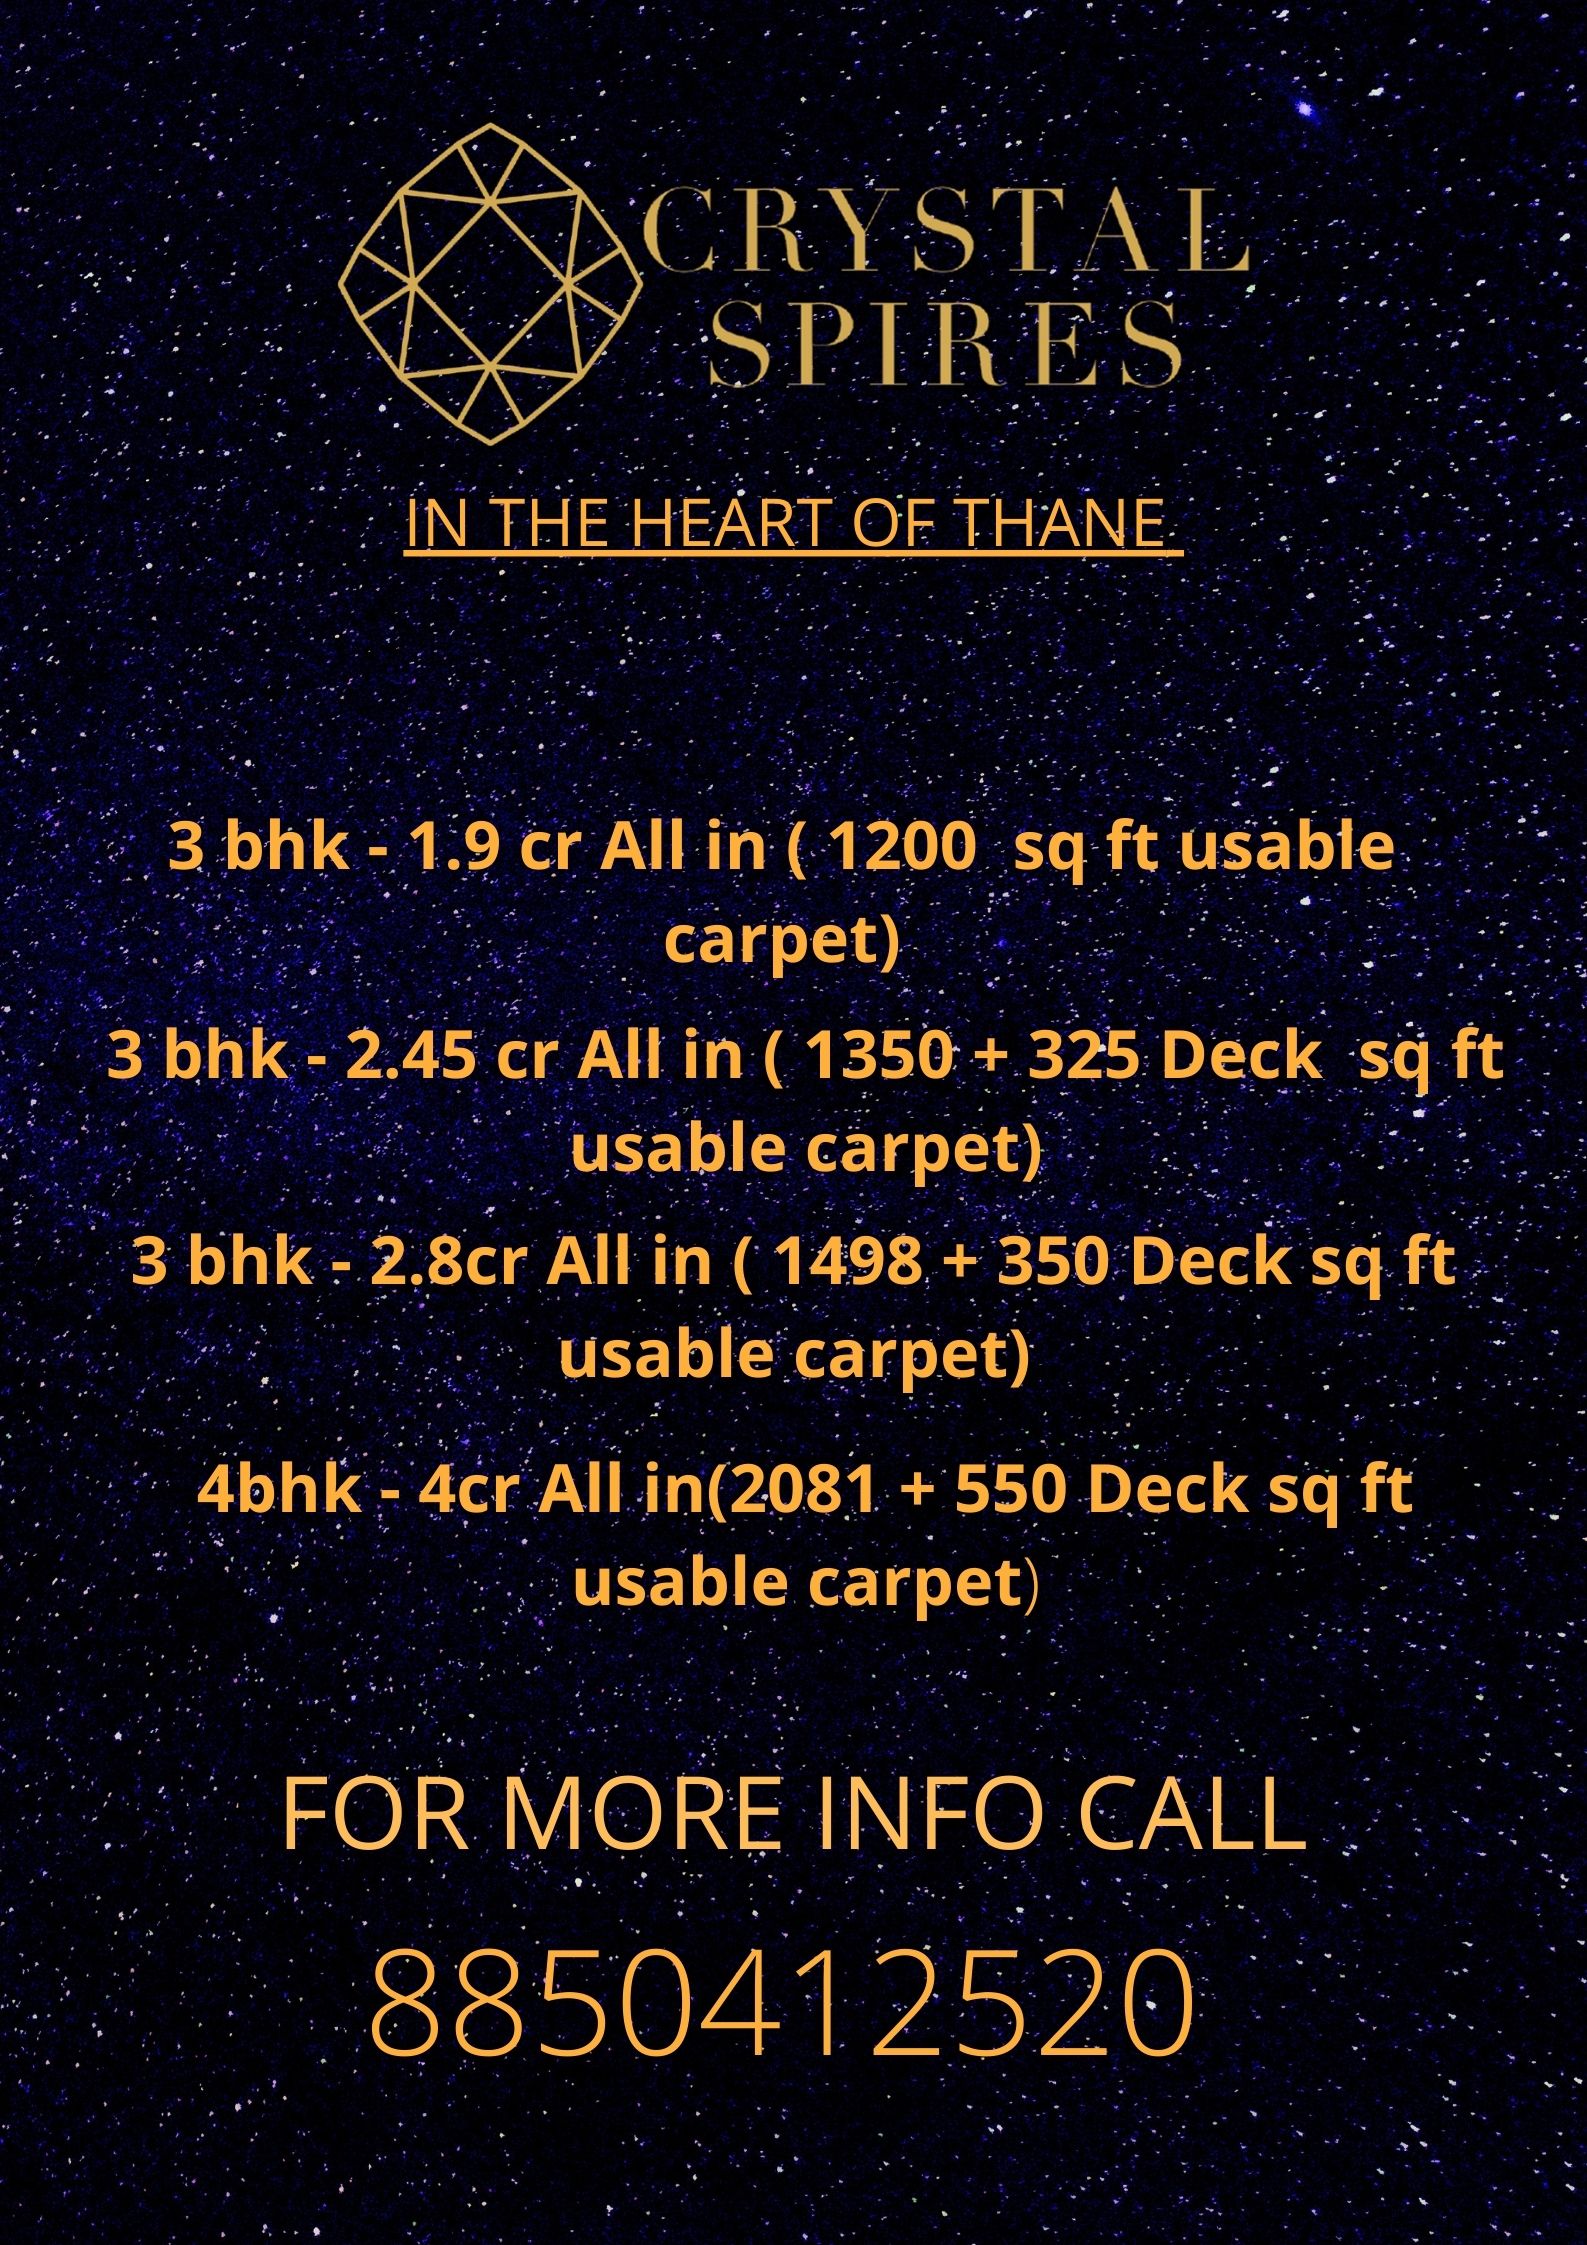 CRYSTAL
SPIRES
IN THE HEART OF THANE
3 bhk - 1.9 cr All in ( 1200  sq ft usable
carpet)
3 bhk - 2.45 cr All in ( 1350 + 325 Deck  sq ft
usable carpet)
3 bhk - 2.8cr All in ( 1498 + 350 Deck sq ft
usable carpet)
4bhk - 4cr All in(2081 + 550 Deck sq ft
usable carpet)
FOR MORE INFO CALL
8850412520